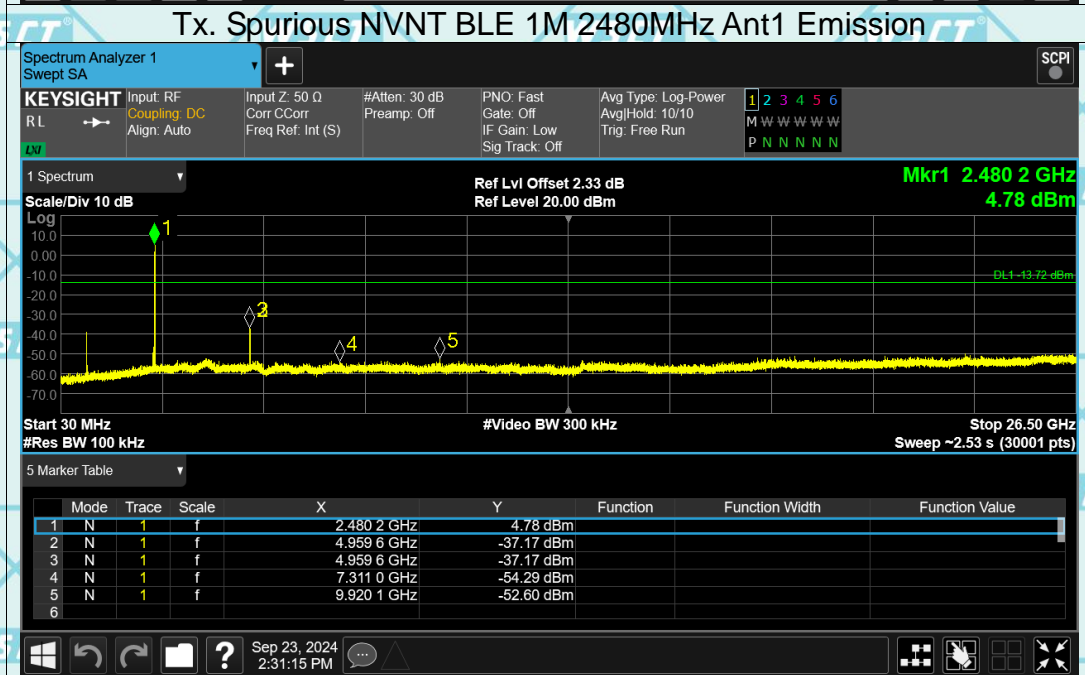 Tx. Spurious NVNT BLE 1M 2480MHz Ant1 Emission
Spectrum Analyzer 1
Swept SA
+
SCPI
KEYSIGHT
R L
LXI
Input: RF
Coupling: DC
Align: Auto
Input Z: 50 Ω
Corr CCorr
Freq Ref: Int (S)
#Atten: 30 dB
Preamp: Off
PNO: Fast
Gate: Off
IF Gain: Low
Sig Track: Off
Avg Type: Log-Power
Avg|Hold: 10/10
Trig: Free Run
1 2 3 4 5 6
M W W W W W
P N N N N N
1 Spectrum
Scale/Div 10 dB
Ref Lvl Offset 2.33 dB
Ref Level 20.00 dBm
Mkr1 2.480 2 GHz
4.78 dBm
Log
10.0
0.00
-10.0
-20.0
-30.0
-40.0
-50.0
-60.0
-70.0
1
4
5
DL1 -13.72 dBm
Start 30 MHz
#Res BW 100 kHz
#Video BW 300 kHz
Stop 26.50 GHz
Sweep ~2.53 s (30001 pts)
5 Marker Table
Mode Trace Scale X Y Function Function Width Function Value
1 N 1 f 2.480 2 GHz 4.78 dBm
2 N 1 f 4.959 6 GHz -37.17 dBm
3 N 1 f 4.959 6 GHz -37.17 dBm
4 N 1 f 7.311 0 GHz -54.29 dBm
5 N 1 f 9.920 1 GHz -52.60 dBm
6
?
Sep 23, 2024
2:31:15 PM